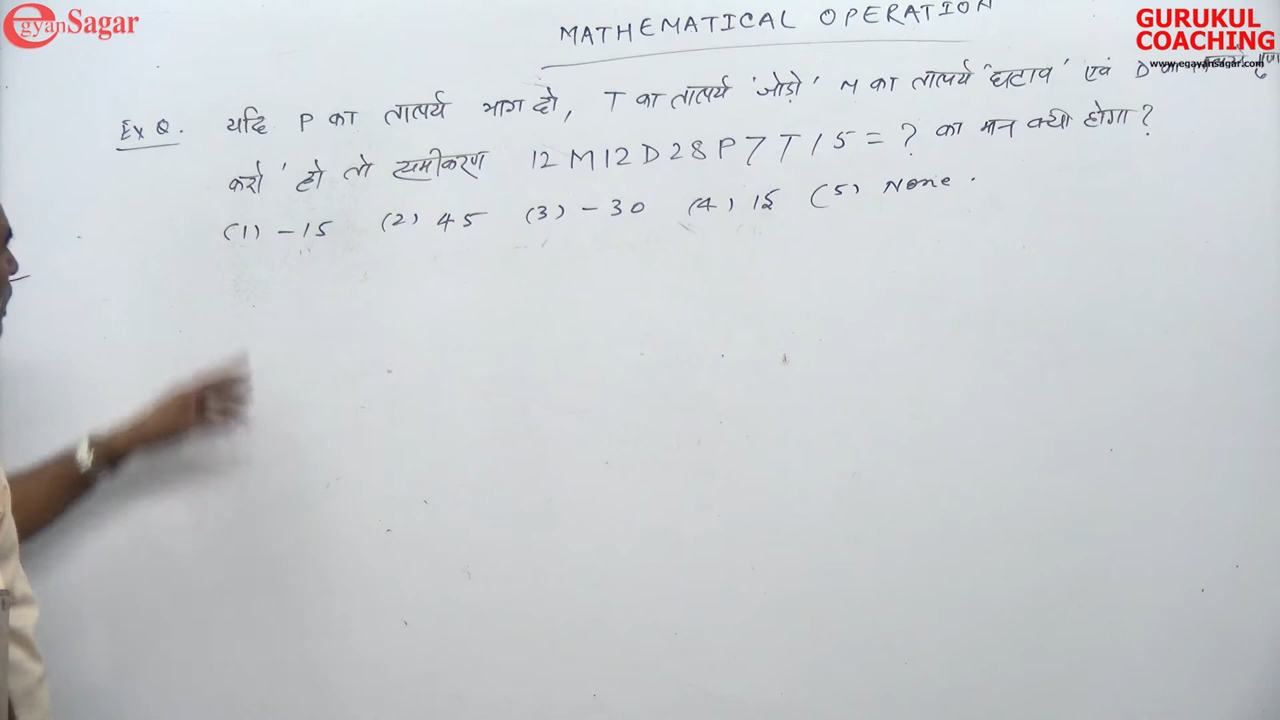 egyanSagar
MATHEMATICAL OPERATION
GURUKUL
COACHING
www.egayansagar.com
Ex Q. यदि P का तात्पर्य भाग दो, T का तात्पर्य 'जोड़ो' M का तात्पर्य 'घटाव' एवं D का
करो' हो तो समीकरण 12 M 12 D 28 P 7 T 15 = ? का मान क्या होगा?
(1) -15 (2) 45 (3) -30 (4) 15 (5) None.